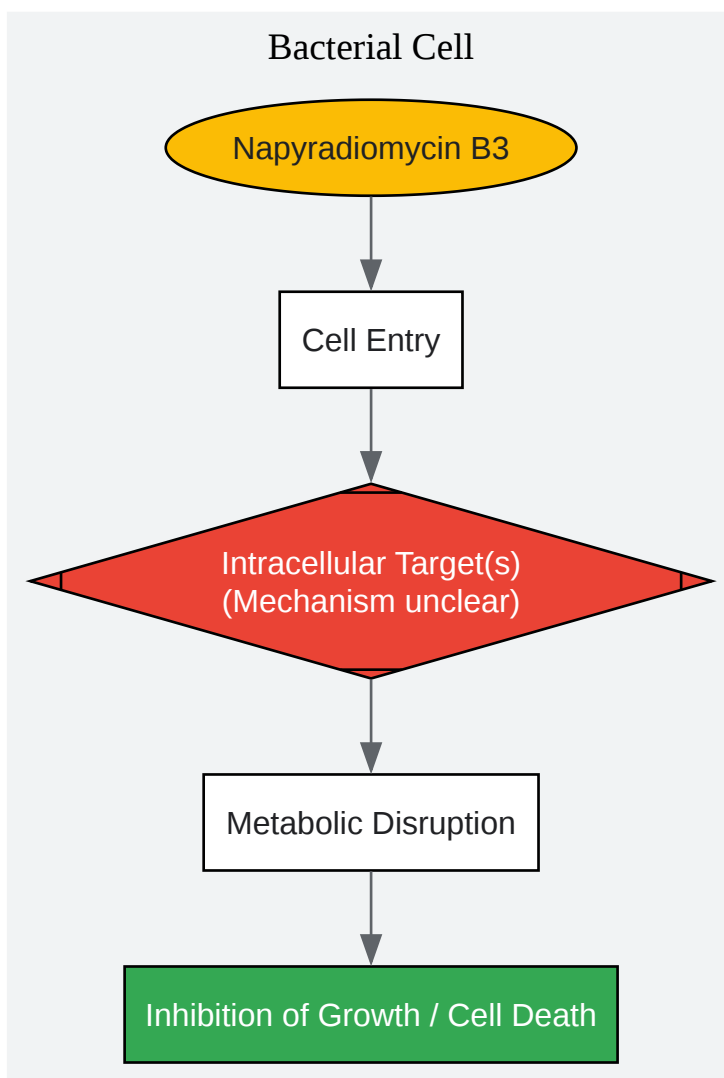 Bacterial Cell
Napyradiomycin B3
Cell Entry
Intracellular Target(s)
(Mechanism unclear)
Metabolic Disruption
Inhibition of Growth / Cell Death